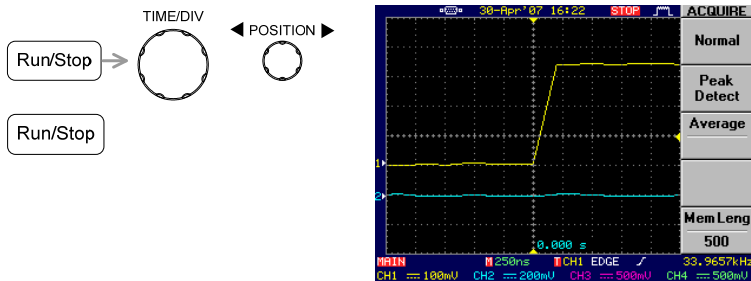 TIME/DIV
◀ POSITION ▶
Run/Stop
Run/Stop
30-Apr'07 16:22 STOP ACQUIRE
Normal
Peak
Detect
Average
1
2
Mem Leng
500
0.000 s
MAIN M 250ns T CH1 EDGE 33.9657kHz
CH1 100mV CH2 200mV CH3 500mV CH4 500mV